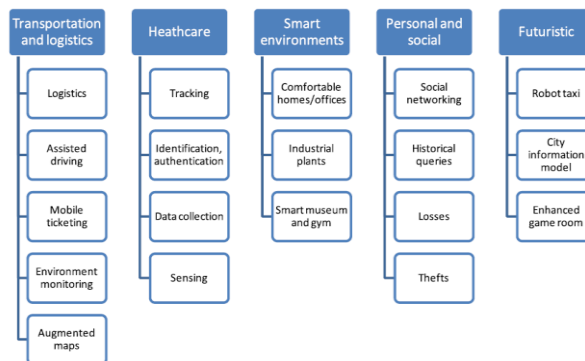 Transportation
and logistics
Logistics
Assisted
driving
Mobile
ticketing
Environment
monitoring
Augmented
maps
Heathcare
Tracking
Identification,
authentication
Data collection
Sensing
Smart
environments
Comfortable
homes/offices
Industrial
plants
Smart museum
and gym
Personal and
social
Social
networking
Historical
queries
Losses
Thefts
Futuristic
Robot taxi
City
information
model
Enhanced
game room